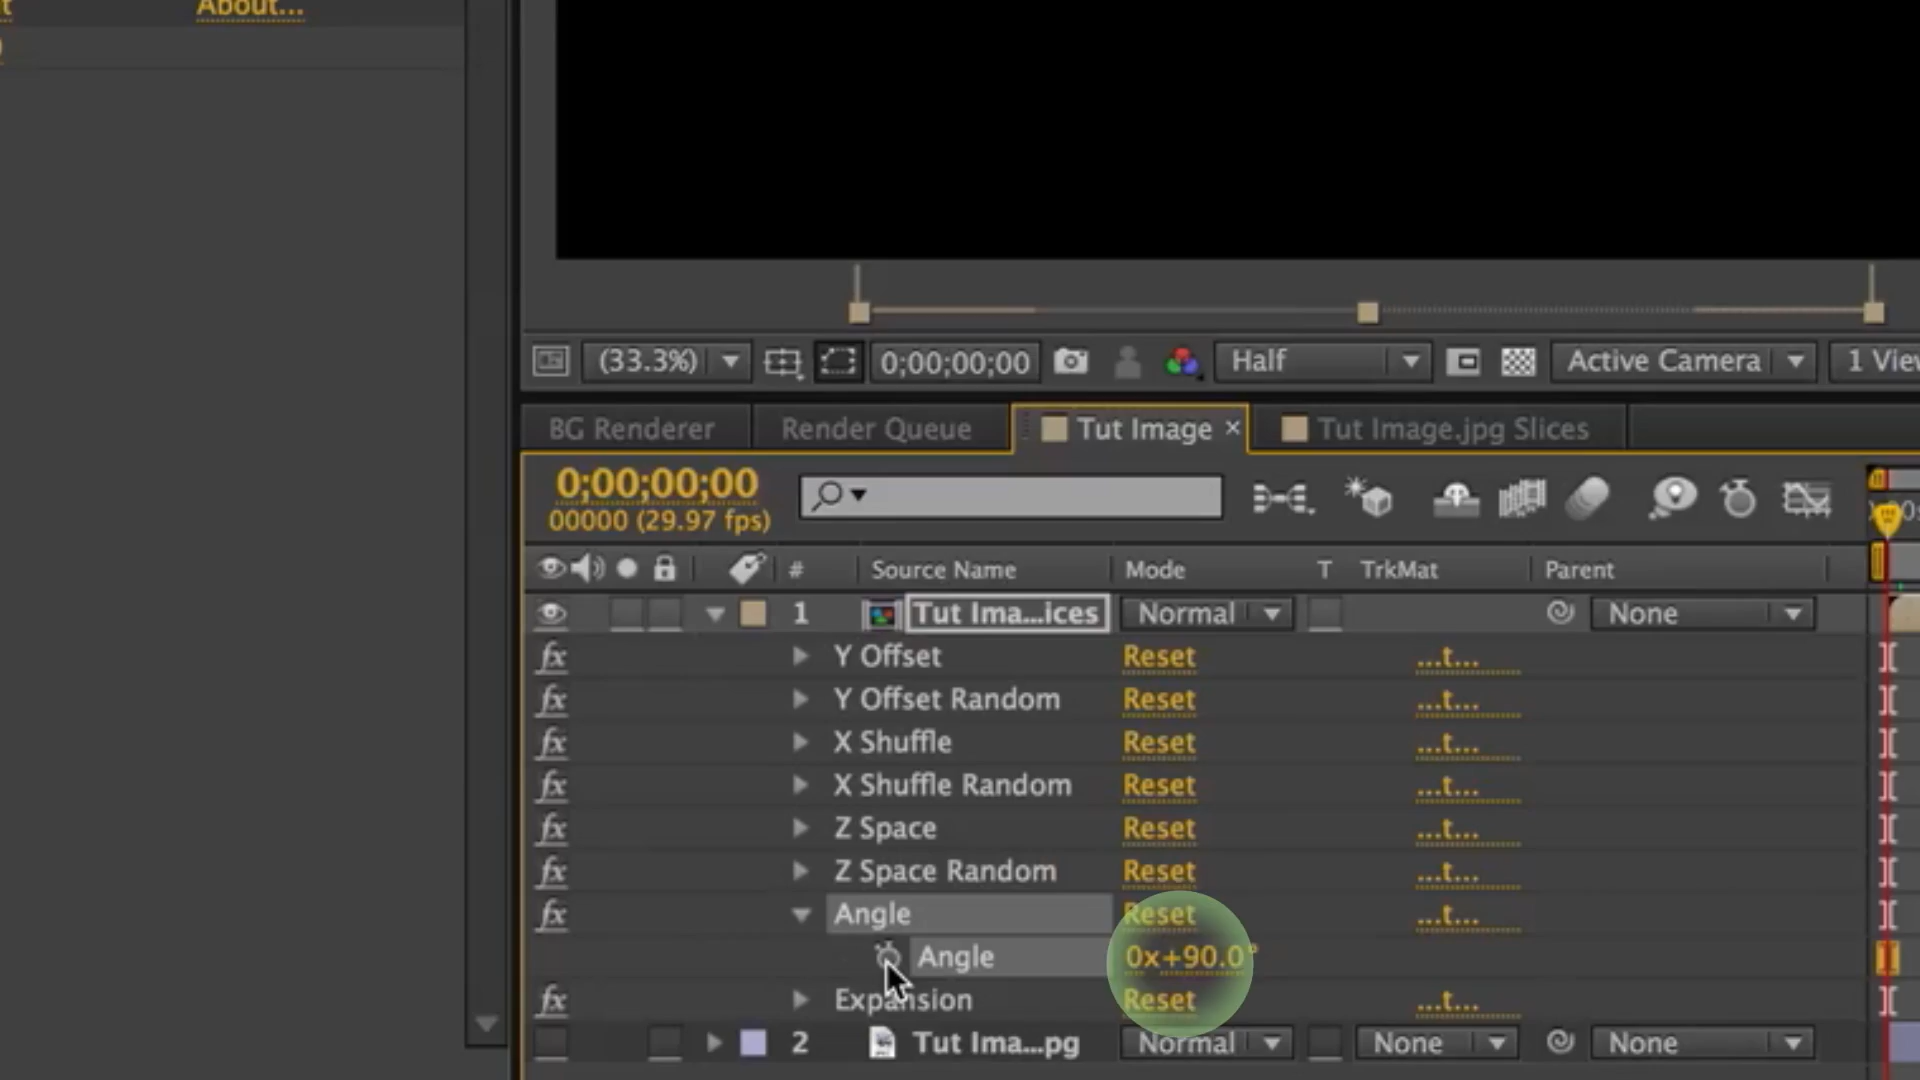 About...
(33.3%) 0;00;00;00 Half Active Camera 1 View
BG Renderer Render Queue Tut Image × Tut Image.jpg Slices
0;00;00;00
00000 (29.97 fps)
# Source Name Mode T TrkMat Parent
1 Tut Ima...ices Normal None
fx Y Offset Reset ...t...
fx Y Offset Random Reset ...t...
fx X Shuffle Reset ...t...
fx X Shuffle Random Reset ...t...
fx Z Space Reset ...t...
fx Z Space Random Reset ...t...
fx Angle Reset ...t...
Angle 0x+90.0°
fx Expansion Reset ...t...
2 Tut Ima...pg Normal None None